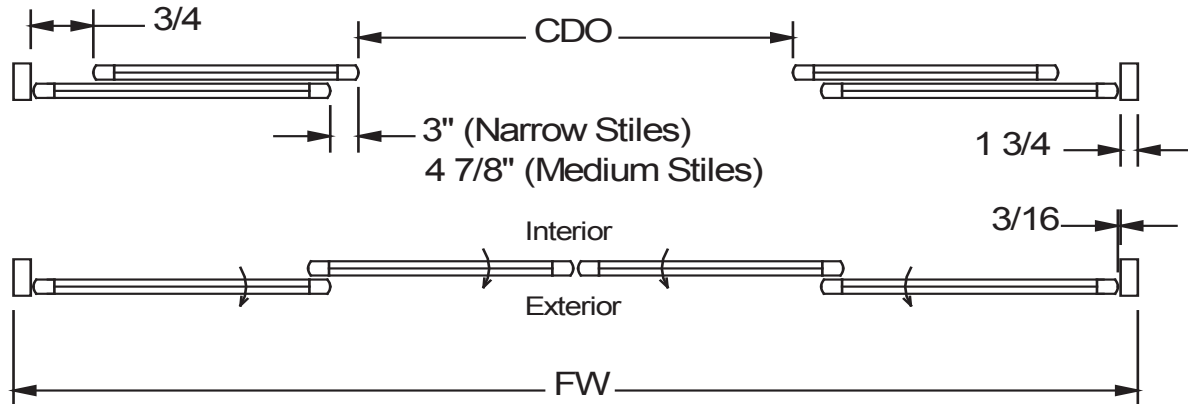 3/4
CDO
3" (Narrow Stiles)
4 7/8" (Medium Stiles)
1 3/4
3/16
Interior
Exterior
FW